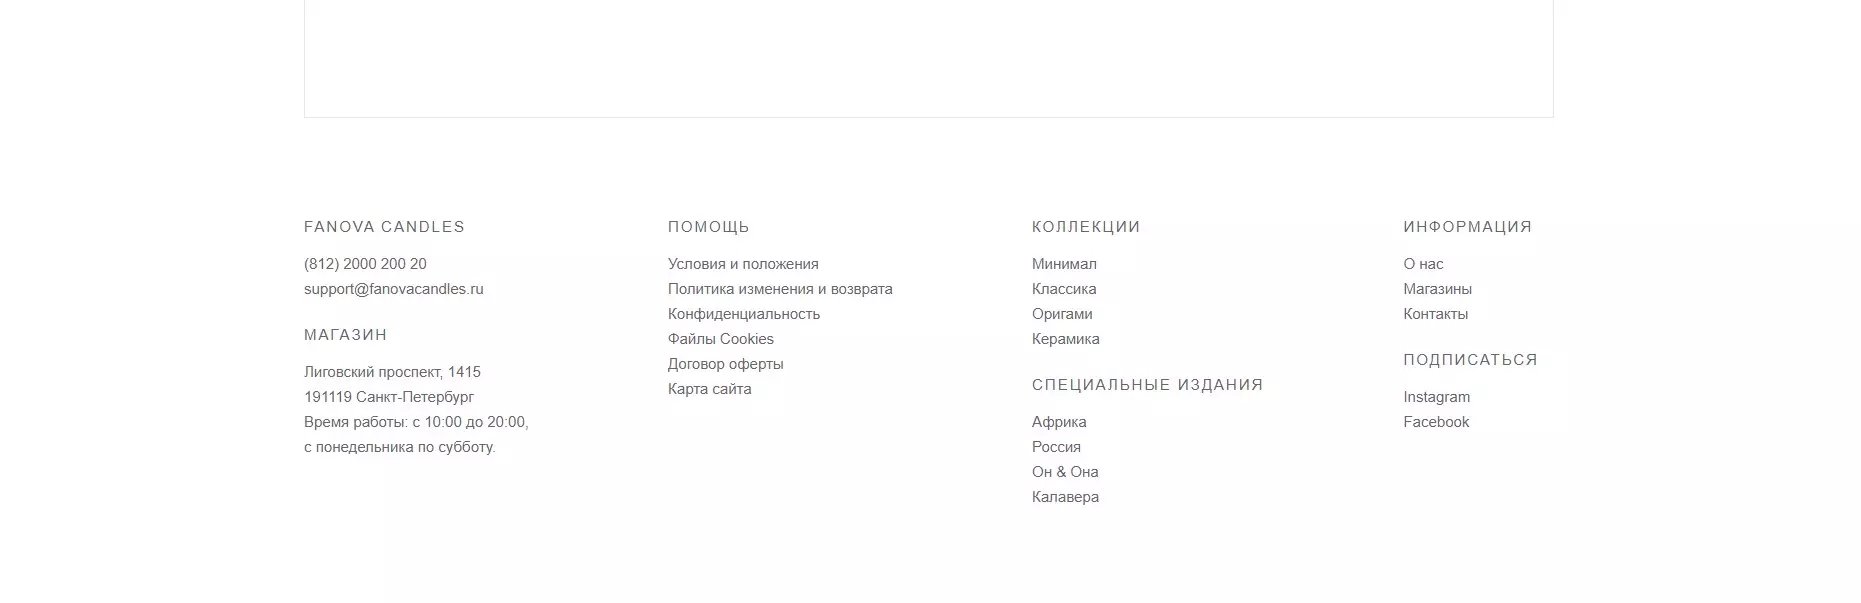 FANOVA CANDLES
(812) 2000 200 20
support@fanovacandles.ru
МАГАЗИН
Лиговский проспект, 1415
191119 Санкт-Петербург
Время работы: с 10:00 до 20:00,
с понедельника по субботу.
ПОМОЩЬ
Условия и положения
Политика изменения и возврата
Конфиденциальность
Файлы Cookies
Договор оферты
Карта сайта
КОЛЛЕКЦИИ
Минимал
Классика
Оригами
Керамика
СПЕЦИАЛЬНЫЕ ИЗДАНИЯ
Африка
Россия
Он & Она
Калавера
ИНФОРМАЦИЯ
О нас
Магазины
Контакты
ПОДПИСАТЬСЯ
Instagram
Facebook